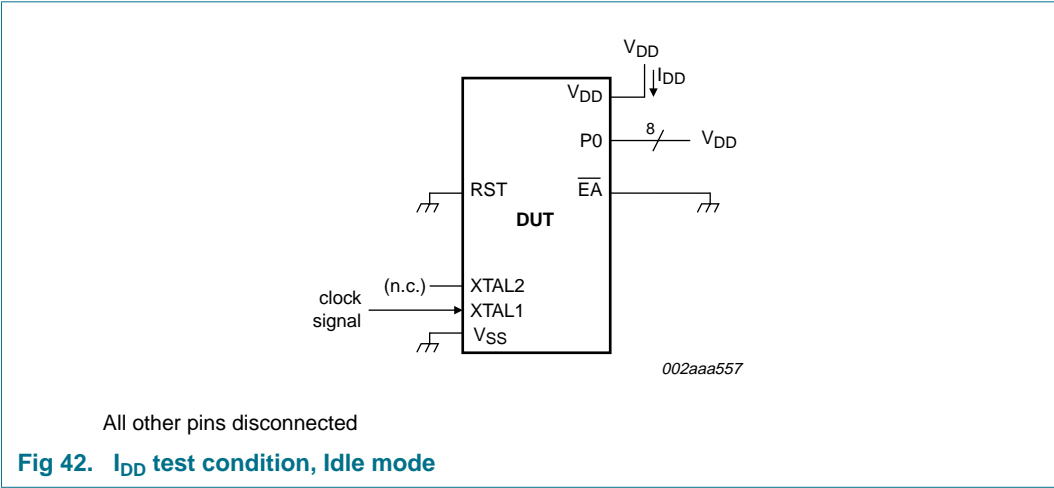 VDD
IDD
VDD
8
P0
VDD
RST
EA
DUT
(n.c.)
XTAL2
clock
signal
XTAL1
VSS
002aaa557
All other pins disconnected
Fig 42. IDD test condition, Idle mode